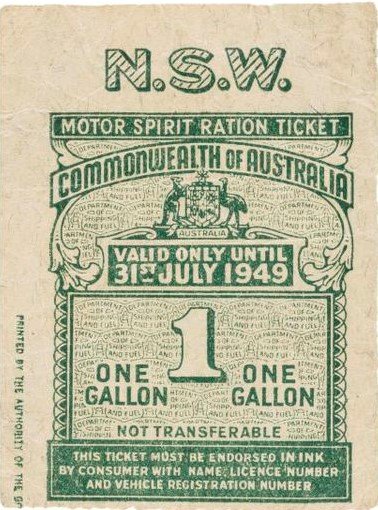 N.S.W.
MOTOR SPIRIT RATION TICKET
COMMONWEALTH OF AUSTRALIA
AUSTRALIA
VALID ONLY UNTIL
31ST JULY 1949
1
ONE ONE
GALLON GALLON
NOT TRANSFERABLE
THIS TICKET MUST BE ENDORSED IN INK
BY CONSUMER WITH NAME, LICENCE NUMBER
AND VEHICLE REGISTRATION NUMBER
PRINTED BY THE AUTHORITY OF THE